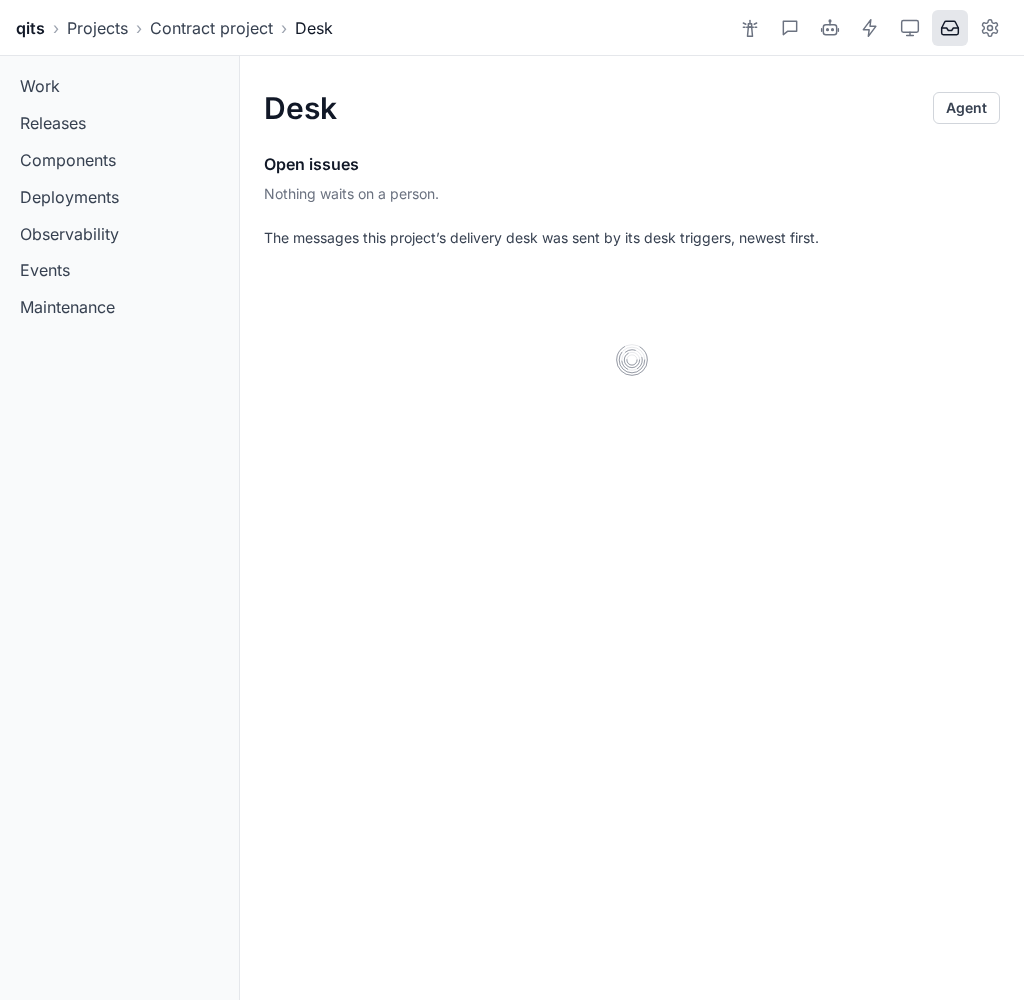 qits › Projects › Contract project › Desk
Work
Releases
Components
Deployments
Observability
Events
Maintenance
Desk
Agent
Open issues
Nothing waits on a person.
The messages this project’s delivery desk was sent by its desk triggers, newest first.